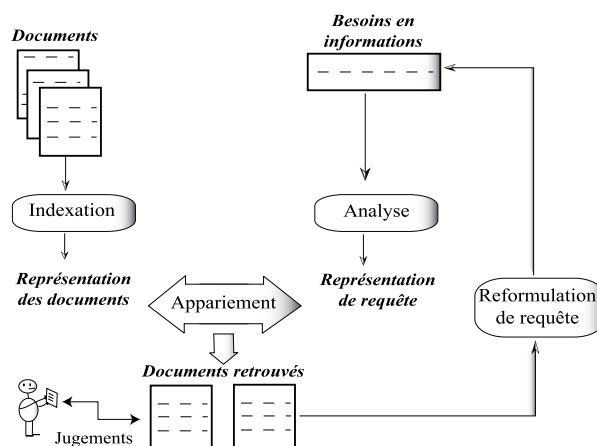 Documents
Besoins en
informations
Indexation
Analyse
Représentation
des documents
Appariement
Représentation
de requête
Reformulation
de requête
Documents retrouvés
Jugements